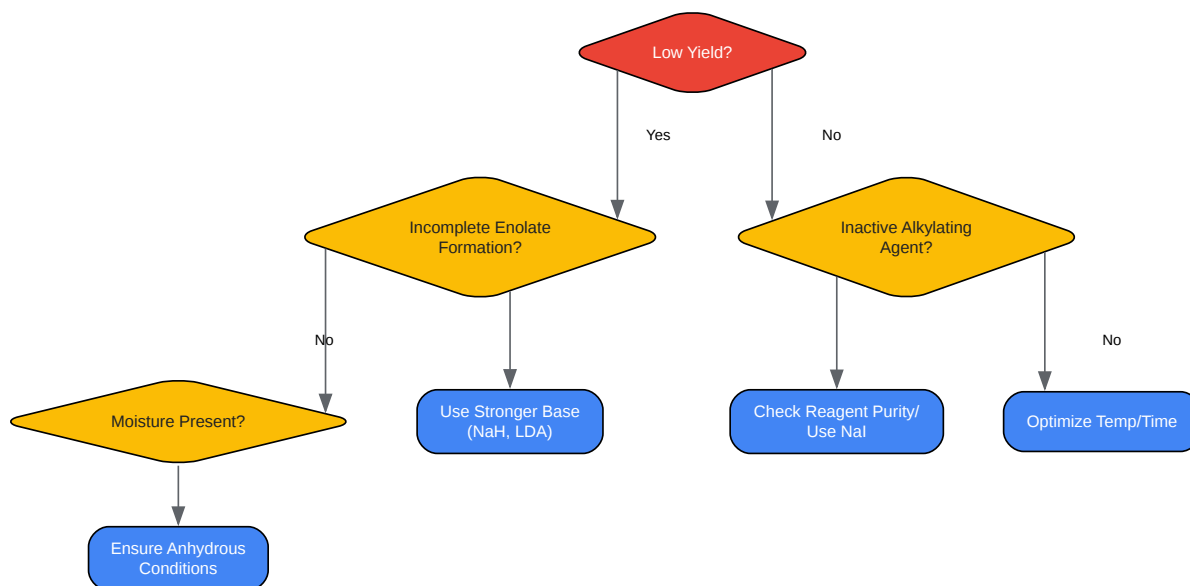 Low Yield?
Yes
No
Incomplete Enolate
Formation?
Inactive Alkylating
Agent?
No
No
Moisture Present?
Use Stronger Base
(NaH, LDA)
Check Reagent Purity/
Use NaI
Optimize Temp/Time
Ensure Anhydrous
Conditions